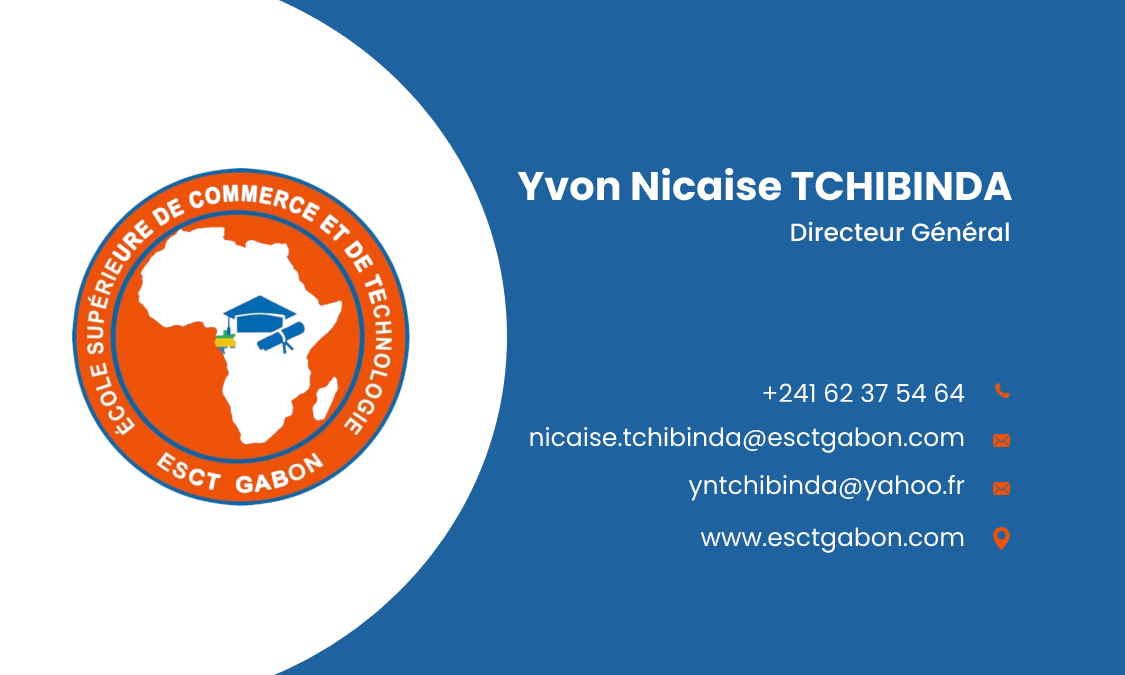 ÉCOLE SUPÉRIEURE DE COMMERCE ET DE TECHNOLOGIE
ESCT GABON
Yvon Nicaise TCHIBINDA
Directeur Général
+241 62 37 54 64
nicaise.tchibinda@esctgabon.com
yntchibinda@yahoo.fr
www.esctgabon.com